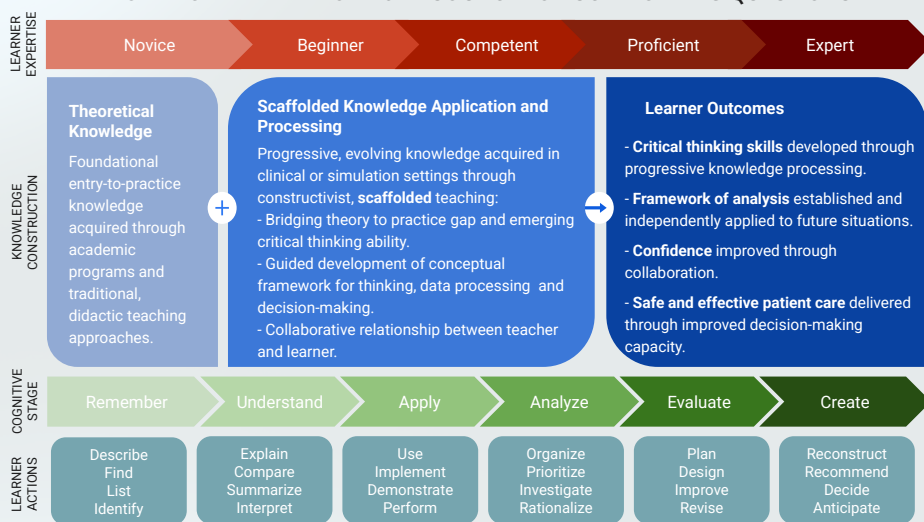 LEARNER
EXPERTISE
Novice
Beginner
Competent
Proficient
Expert
KNOWLEDGE
CONSTRUCTION
Theoretical
Knowledge
Foundational
entry-to-practice
knowledge
acquired through
academic
programs and
traditional,
didactic teaching
approaches.
+
Scaffolded Knowledge Application and
Processing
Progressive, evolving knowledge acquired in
clinical or simulation settings through
constructivist, scaffolded teaching:
- Bridging theory to practice gap and emerging
critical thinking ability.
- Guided development of conceptual
framework for thinking, data processing and
decision-making.
- Collaborative relationship between teacher
and learner.
Learner Outcomes
- Critical thinking skills developed through
progressive knowledge processing.
- Framework of analysis established and
independently applied to future situations.
- Confidence improved through
collaboration.
- Safe and effective patient care delivered
through improved decision-making
capacity.
COGNITIVE
STAGE
Remember
Understand
Apply
Analyze
Evaluate
Create
LEARNER
ACTIONS
Describe
Find
List
Identify
Explain
Compare
Summarize
Interpret
Use
Implement
Demonstrate
Perform
Organize
Prioritize
Investigate
Rationalize
Plan
Design
Improve
Revise
Reconstruct
Recommend
Decide
Anticipate